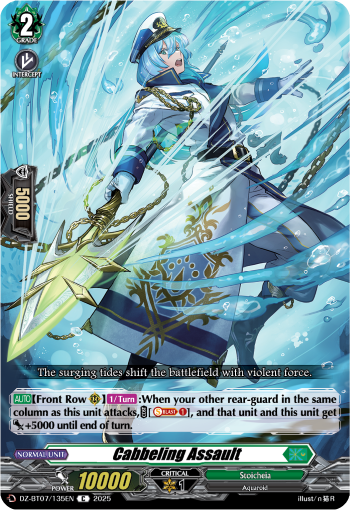 2
GRADE
INTERCEPT
5000
SHIELD
The surging tides shift the battlefield with violent force.
AUTO [Front Row RC] 1/Turn :When your other rear-guard in the same
column as this unit attacks, [SOUL BLAST 1], and that unit and this unit get
+5000 until end of turn.
NORMAL UNIT
Cabbeling Assault
POWER 10000
CRITICAL
1
Stoicheia
Aquaroid
D DZ-BT07/135EN C 2025
illust/n猫R